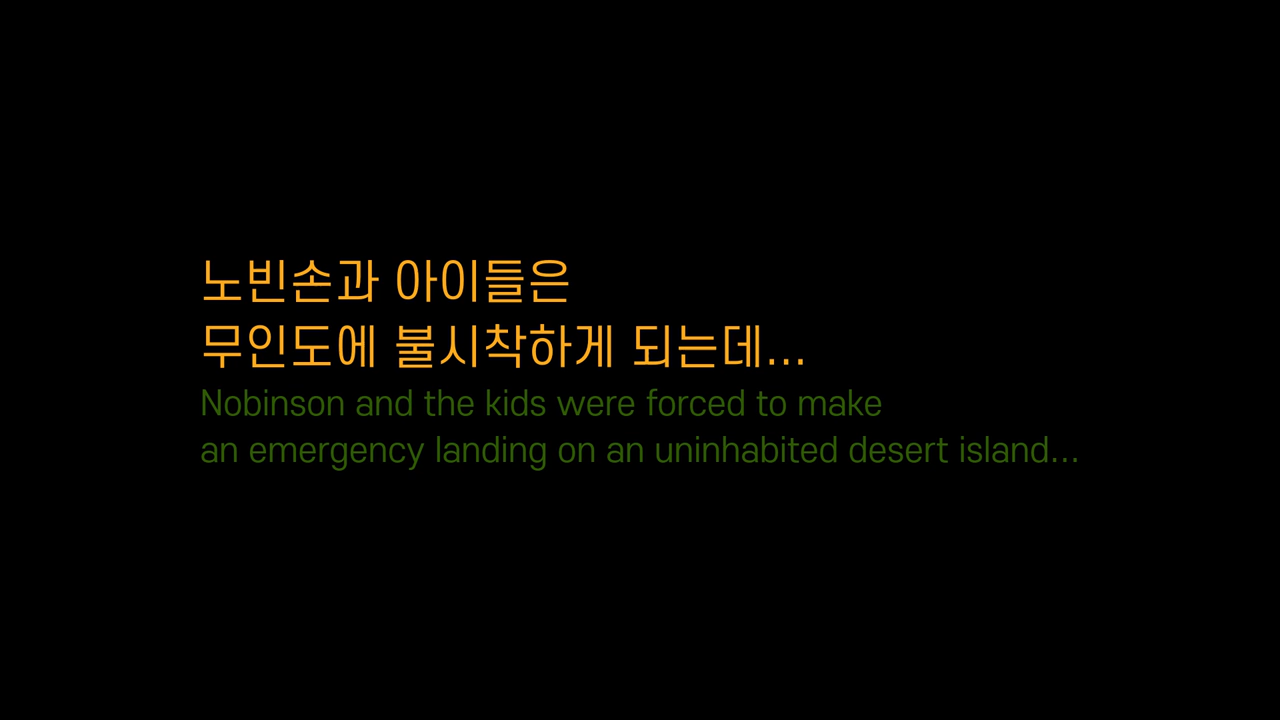 노빈손과 아이들은
무인도에 불시착하게 되는데...
Nobinson and the kids were forced to make
an emergency landing on an uninhabited desert island...